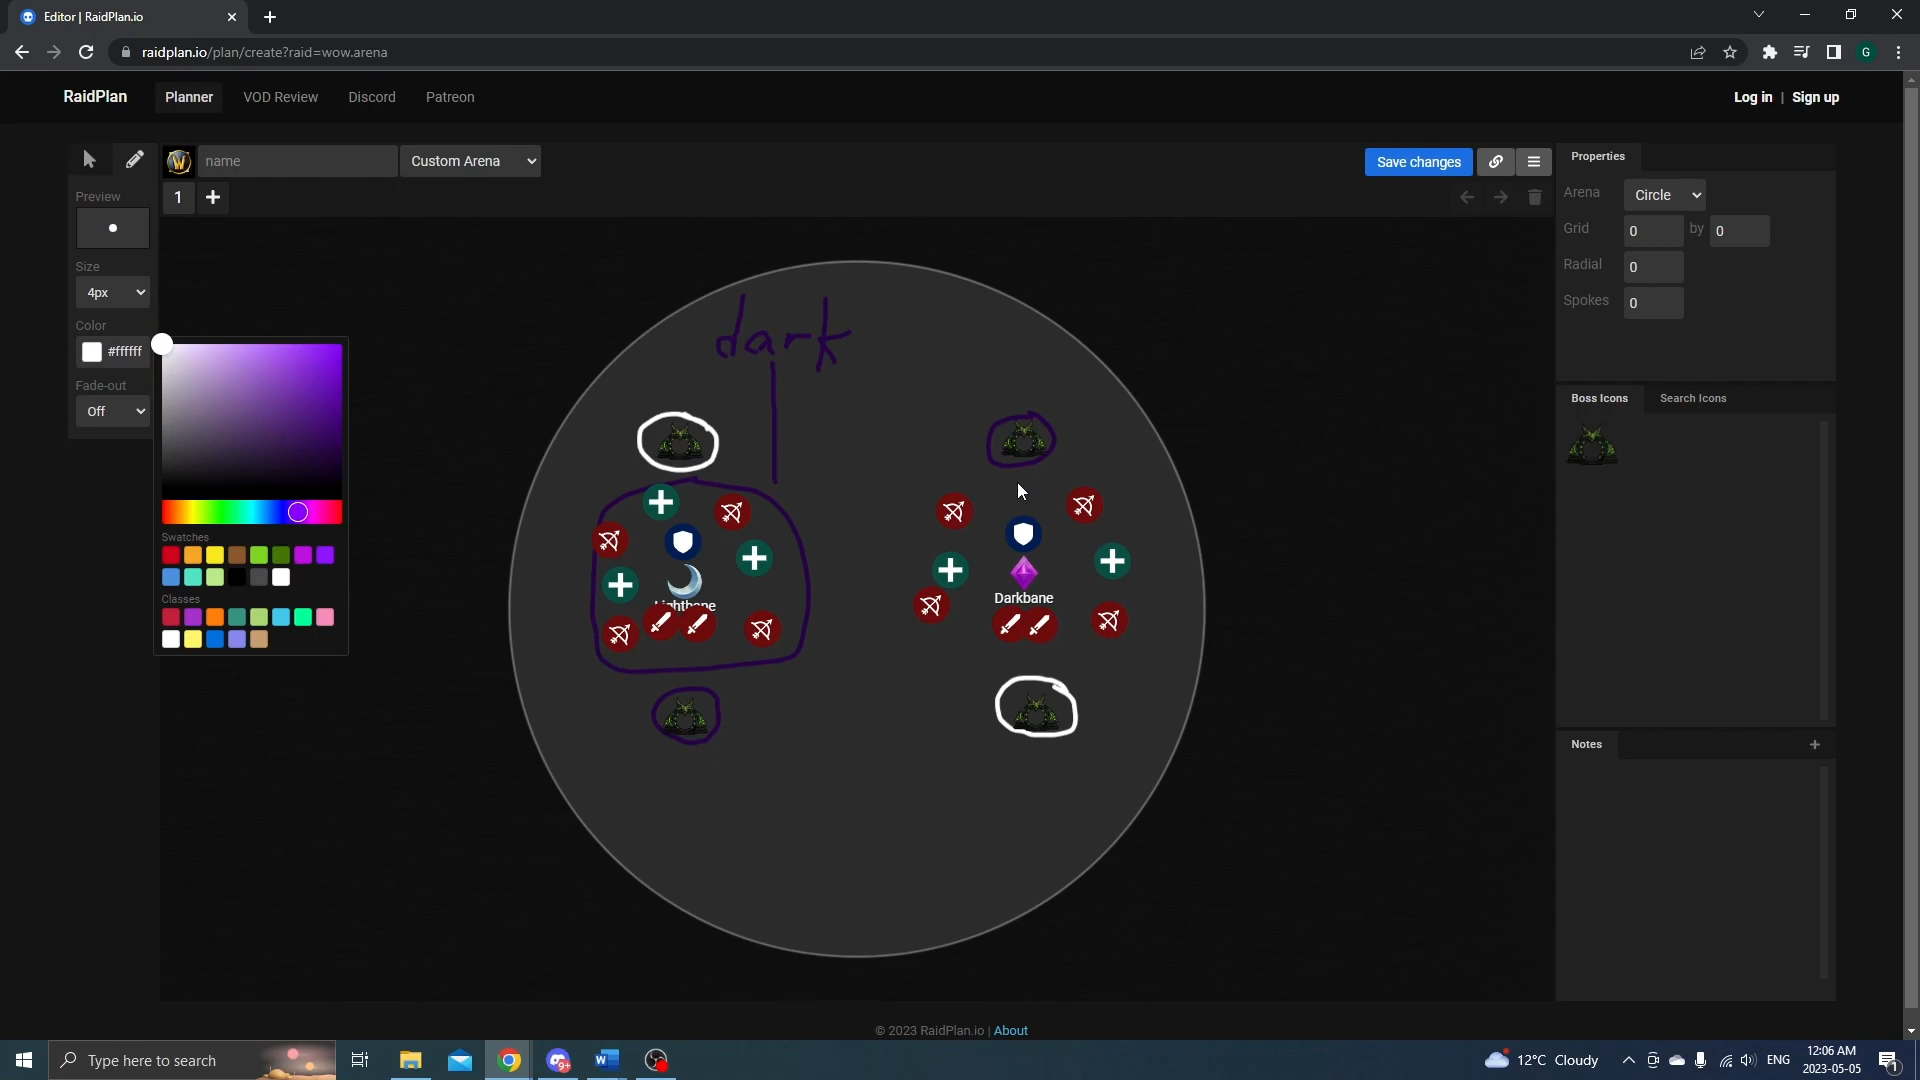 Editor | RaidPlan.io
raidplan.io/plan/create?raid=wow.arena
G
RaidPlan Planner VOD Review Discord Patreon Log in | Sign up
W name Custom Arena Save changes
1 +
Preview
Size
4px
Color
#ffffff
Fade-out
Off
Swatches
Classes
dark
Lightbane
Darkbane
Properties
Arena Circle
Grid 0 by 0
Radial 0
Spokes 0
Boss Icons Search Icons
Notes +
© 2023 RaidPlan.io | About
Type here to search
9+
W
12°C Cloudy
ENG
12:06 AM
2023-05-05
1